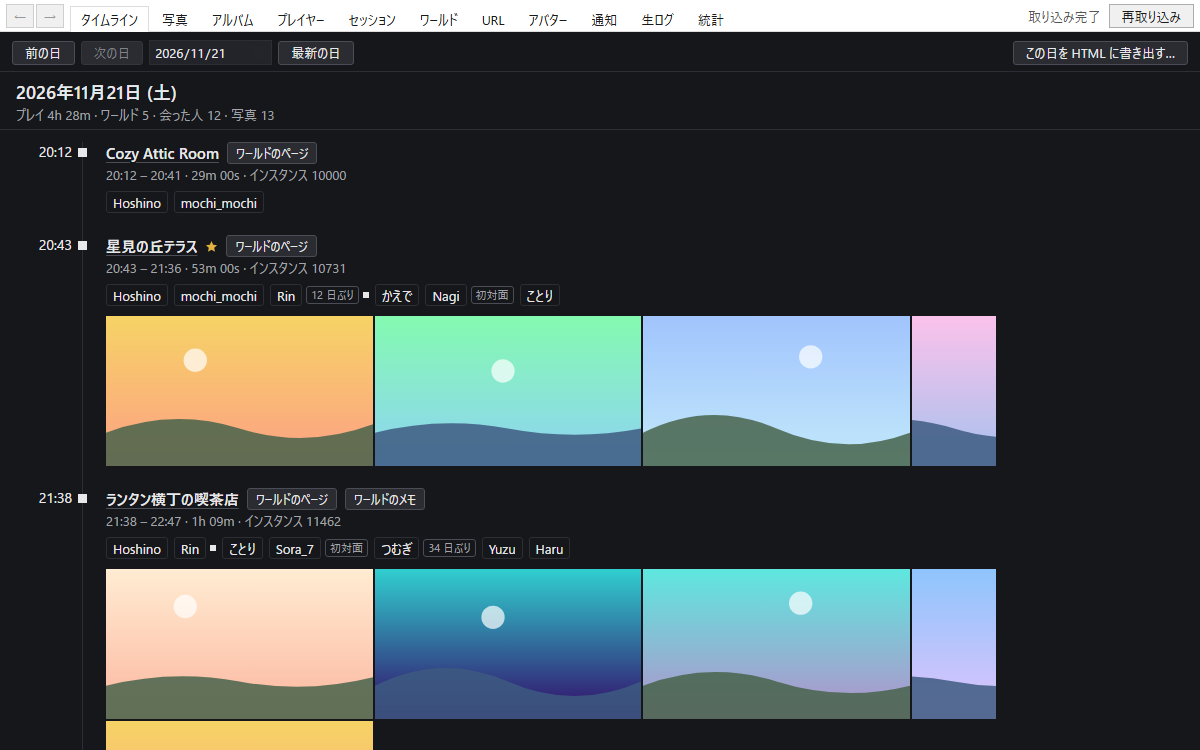 ← → タイムライン 写真 アルバム プレイヤー セッション ワールド URL アバター 通知 生ログ 統計 取り込み完了 再取り込み
前の日 次の日 2026/11/21 最新の日 この日を HTML に書き出す...
2026年11月21日 (土)
プレイ 4h 28m · ワールド 5 · 会った人 12 · 写真 13
20:12 Cozy Attic Room ワールドのページ
20:12 – 20:41 · 29m 00s · インスタンス 10000
Hoshino mochi_mochi
20:43 星見の丘テラス ★ ワールドのページ
20:43 – 21:36 · 53m 00s · インスタンス 10731
Hoshino mochi_mochi Rin 12 日ぶり かえで Nagi 初対面 ことり
21:38 ランタン横丁の喫茶店 ワールドのページ ワールドのメモ
21:38 – 22:47 · 1h 09m · インスタンス 11462
Hoshino Rin ことり Sora_7 初対面 つむぎ 34 日ぶり Yuzu Haru